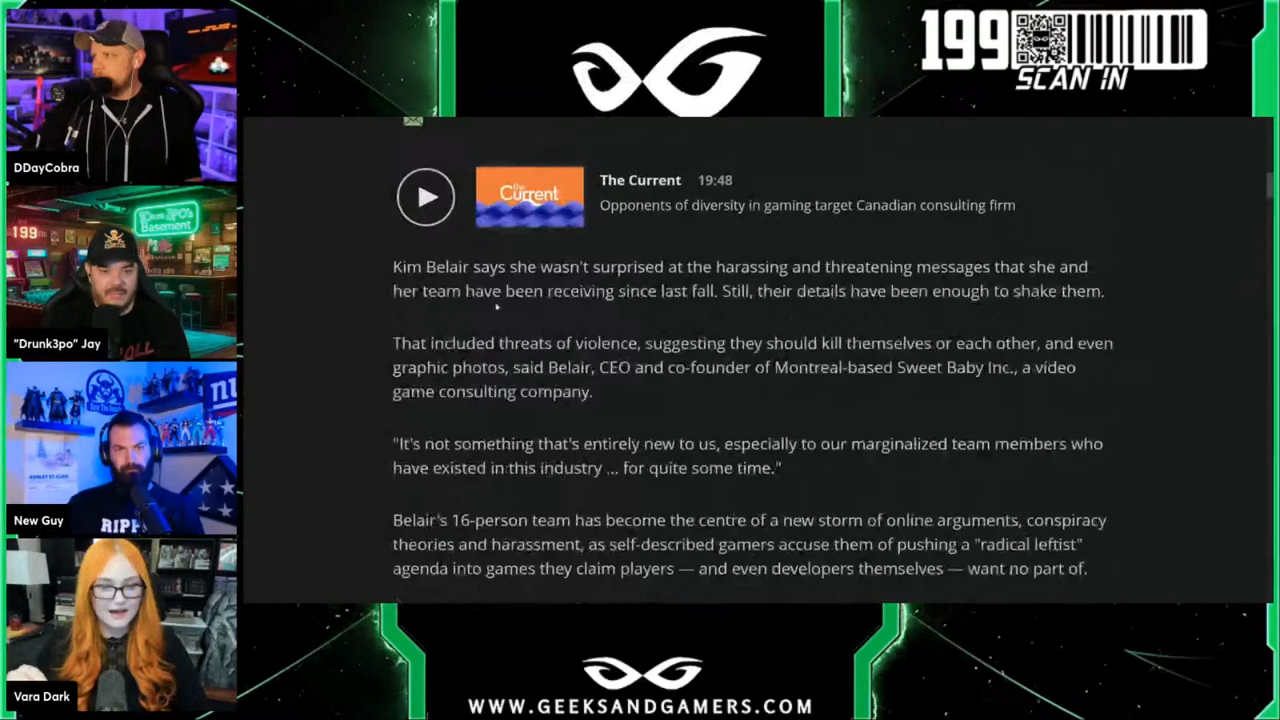 199
SCAN IN
DDayCobra
199
Drunk3PO's
Basement
"Drunk3po" Jay
New Guy
Vara Dark
the
Current
The Current 19:48
Opponents of diversity in gaming target Canadian consulting firm
Kim Belair says she wasn't surprised at the harassing and threatening messages that she and
her team have been receiving since last fall. Still, their details have been enough to shake them.
That included threats of violence, suggesting they should kill themselves or each other, and even
graphic photos, said Belair, CEO and co-founder of Montreal-based Sweet Baby Inc., a video
game consulting company.
"It's not something that's entirely new to us, especially to our marginalized team members who
have existed in this industry ... for quite some time."
Belair's 16-person team has become the centre of a new storm of online arguments, conspiracy
theories and harassment, as self-described gamers accuse them of pushing a "radical leftist"
agenda into games they claim players — and even developers themselves — want no part of.
WWW.GEEKSANDGAMERS.COM